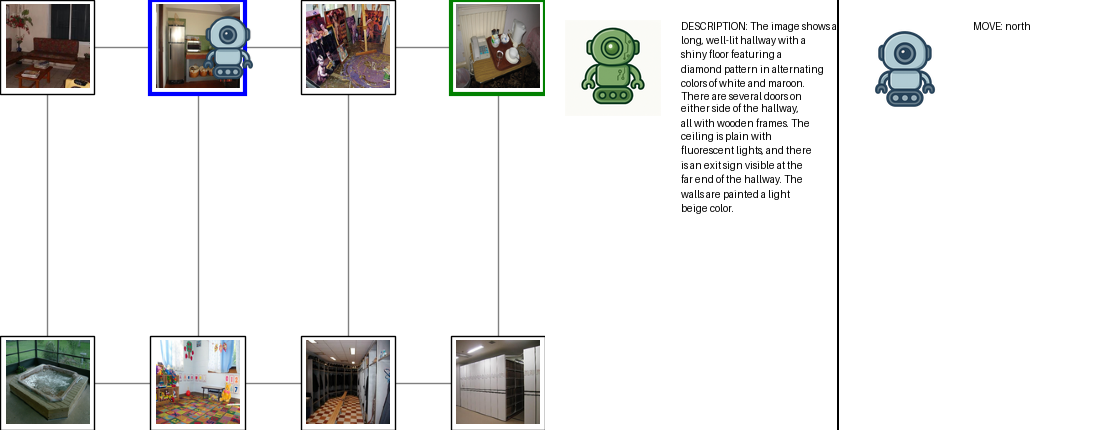 DESCRIPTION: The image shows a
long, well-lit hallway with a
shiny floor featuring a
diamond pattern in alternating
colors of white and maroon.
There are several doors on
either side of the hallway,
all with wooden frames. The
ceiling is plain with
fluorescent lights, and there
is an exit sign visible at the
far end of the hallway. The
walls are painted a light
beige color.
MOVE: north